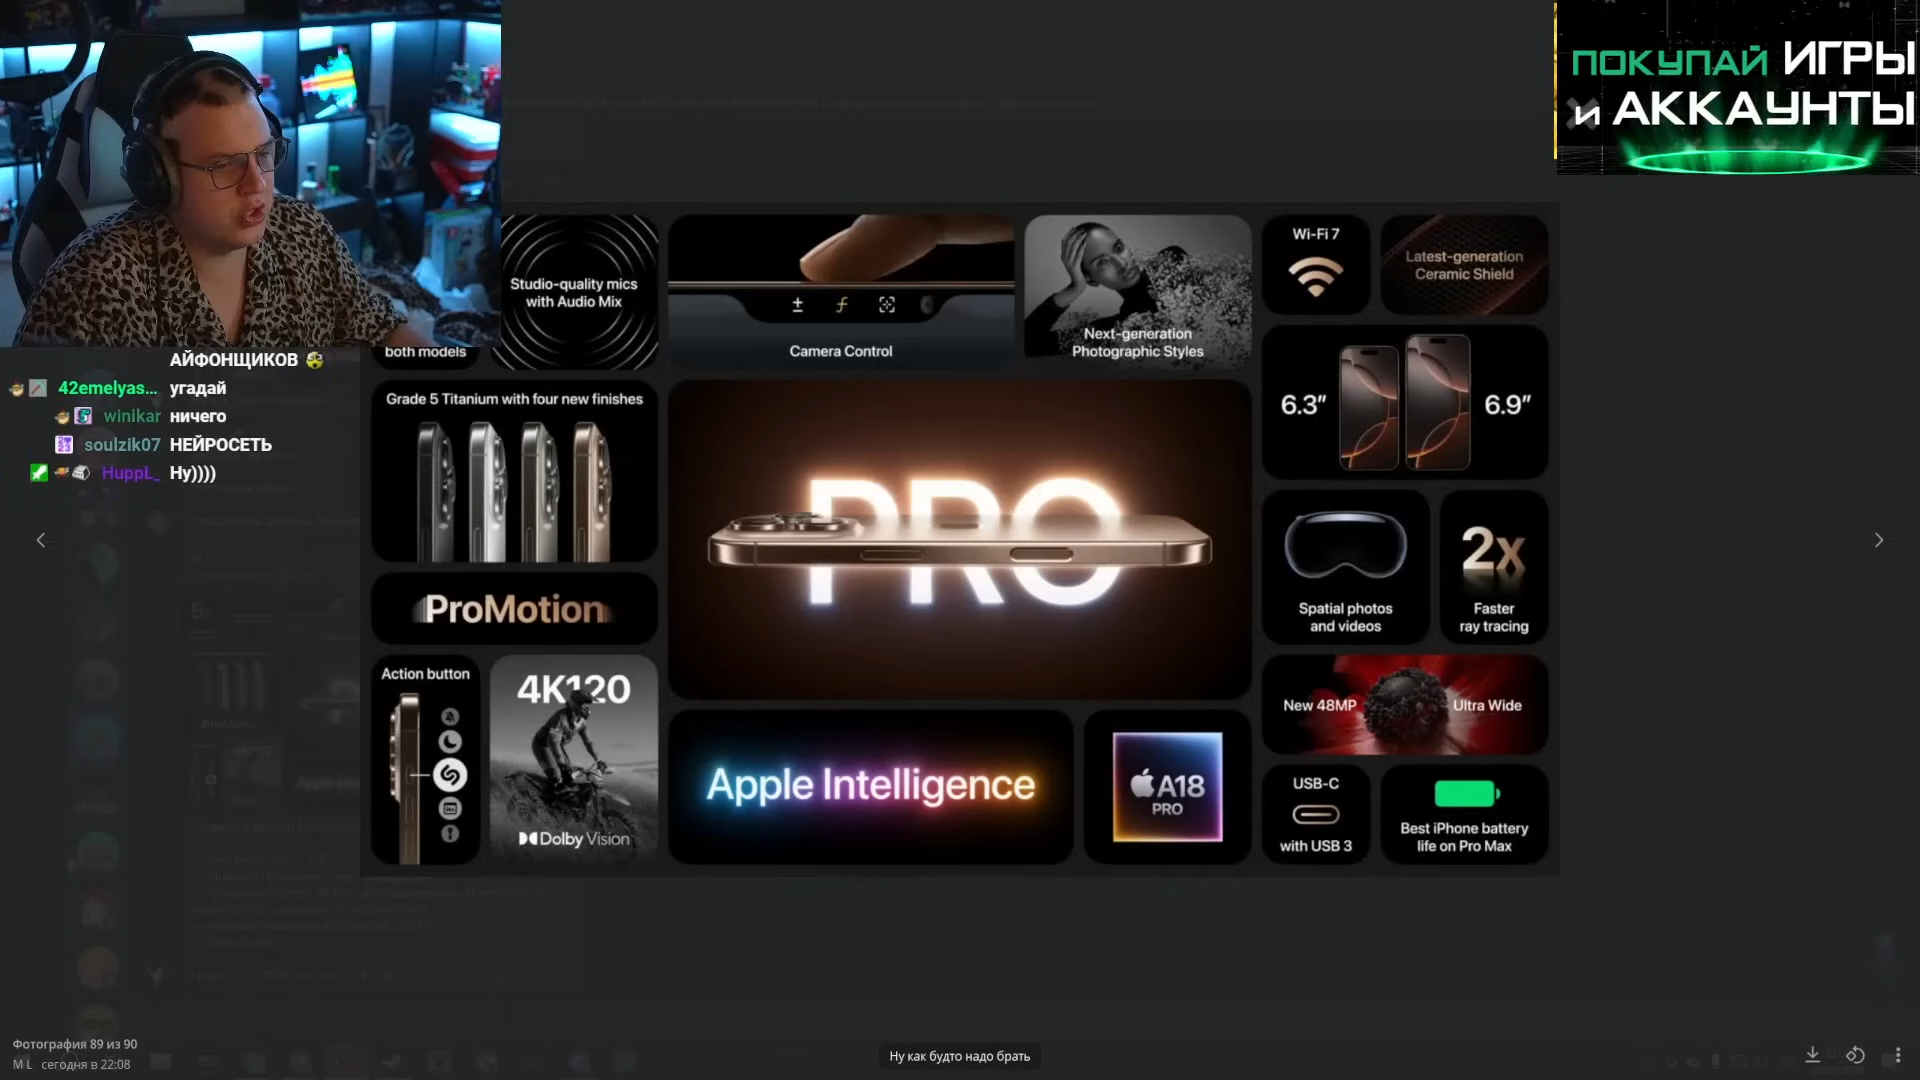 ПОКУПАЙ ИГРЫ
и АККАУНТЫ
Studio-quality mics
with Audio Mix
Camera Control
Next-generation
Photographic Styles
Wi-Fi 7
Latest-generation
Ceramic Shield
both models
АЙФОНЩИКОВ
42emelyas... угадай
winikar ничего
soulzik07 НЕЙРОСЕТЬ
HuppL_ Ну))))
Grade 5 Titanium with four new finishes
6.3” 6.9”
PRO
ProMotion
Spatial photos
and videos
2x
Faster
ray tracing
Action button
4K120
Dolby Vision
Apple Intelligence
A18
PRO
New 48MP Ultra Wide
USB-C
with USB 3
Best iPhone battery
life on Pro Max
Фотография 89 из 90
M L сегодня в 22:08
Ну как будто надо брать